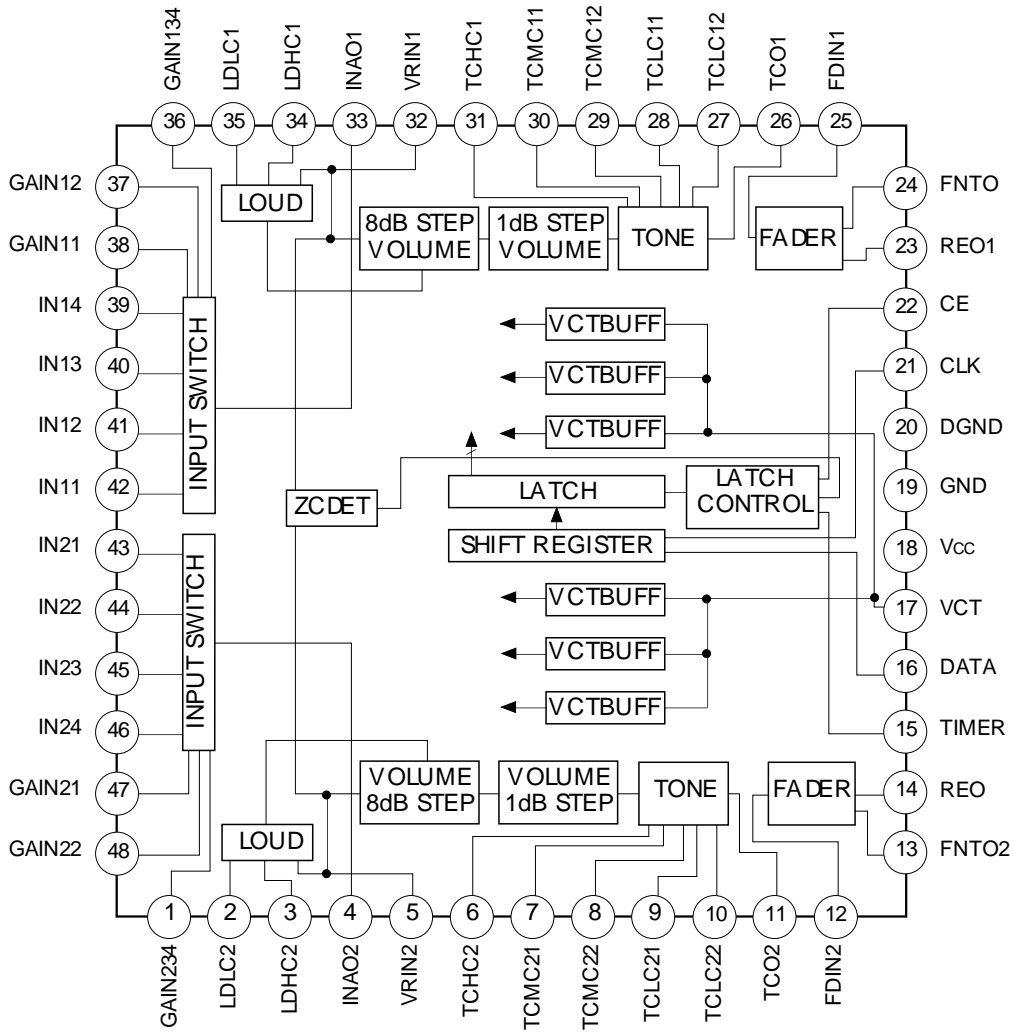 GAIN134
LDLC1
LDHC1
INAO1
VRIN1
TCHC1
TCMC11
TCMC12
TCLC11
TCLC12
TCO1
FDIN1
36
35
34
33
32
31
30
29
28
27
26
25
GAIN12
37
LOUD
8dB STEP
VOLUME
1dB STEP
VOLUME
TONE
FADER
24
FNTO
GAIN11
38
23
REO1
IN14
39
22
CE
VCTBUFF
IN13
40
INPUT SWITCH
VCTBUFF
21
CLK
IN12
41
VCTBUFF
20
DGND
IN11
42
ZCDET
LATCH
LATCH
CONTROL
19
GND
IN21
43
SHIFT REGISTER
18
Vcc
IN22
44
INPUT SWITCH
VCTBUFF
17
VCT
IN23
45
VCTBUFF
16
DATA
IN24
46
VCTBUFF
15
TIMER
GAIN21
47
VOLUME
8dB STEP
VOLUME
1dB STEP
TONE
FADER
14
REO
GAIN22
48
LOUD
13
FNTO2
1
2
3
4
5
6
7
8
9
10
11
12
GAIN234
LDLC2
LDHC2
INAO2
VRIN2
TCHC2
TCMC21
TCMC22
TCLC21
TCLC22
TCO2
FDIN2